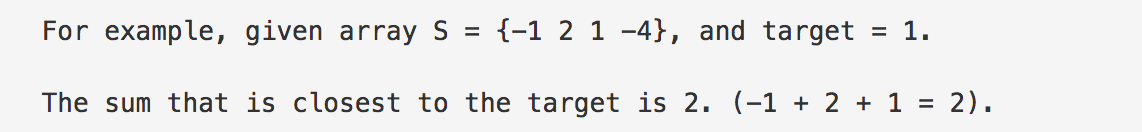 For example, given array S = {-1 2 1 -4}, and target = 1.
The sum that is closest to the target is 2. (-1 + 2 + 1 = 2).